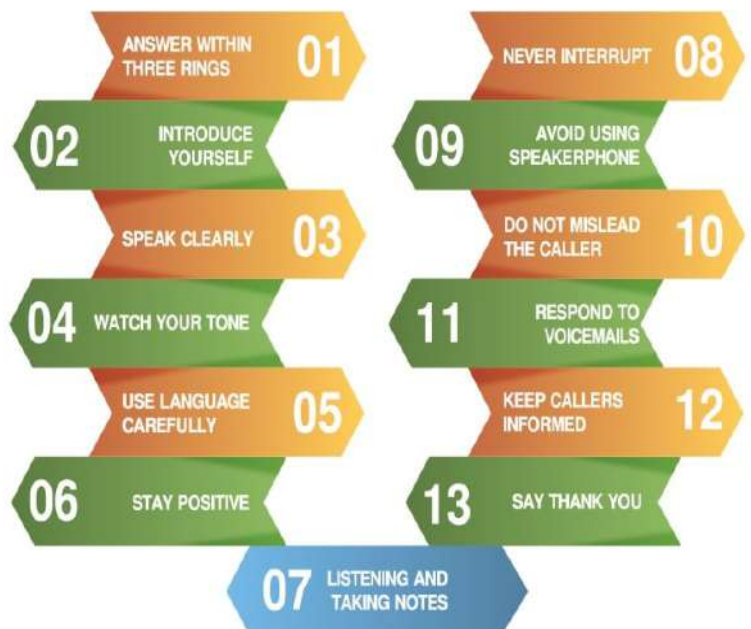 ANSWER WITHIN
THREE RINGS
01
02
INTRODUCE
YOURSELF
SPEAK CLEARLY
03
04
WATCH YOUR TONE
USE LANGUAGE
CAREFULLY
05
06
STAY POSITIVE
07
LISTENING AND
TAKING NOTES
NEVER INTERRUPT
08
09
AVOID USING
SPEAKERPHONE
DO NOT MISLEAD
THE CALLER
10
11
RESPOND TO
VOICEMAILS
KEEP CALLERS
INFORMED
12
13
SAY THANK YOU